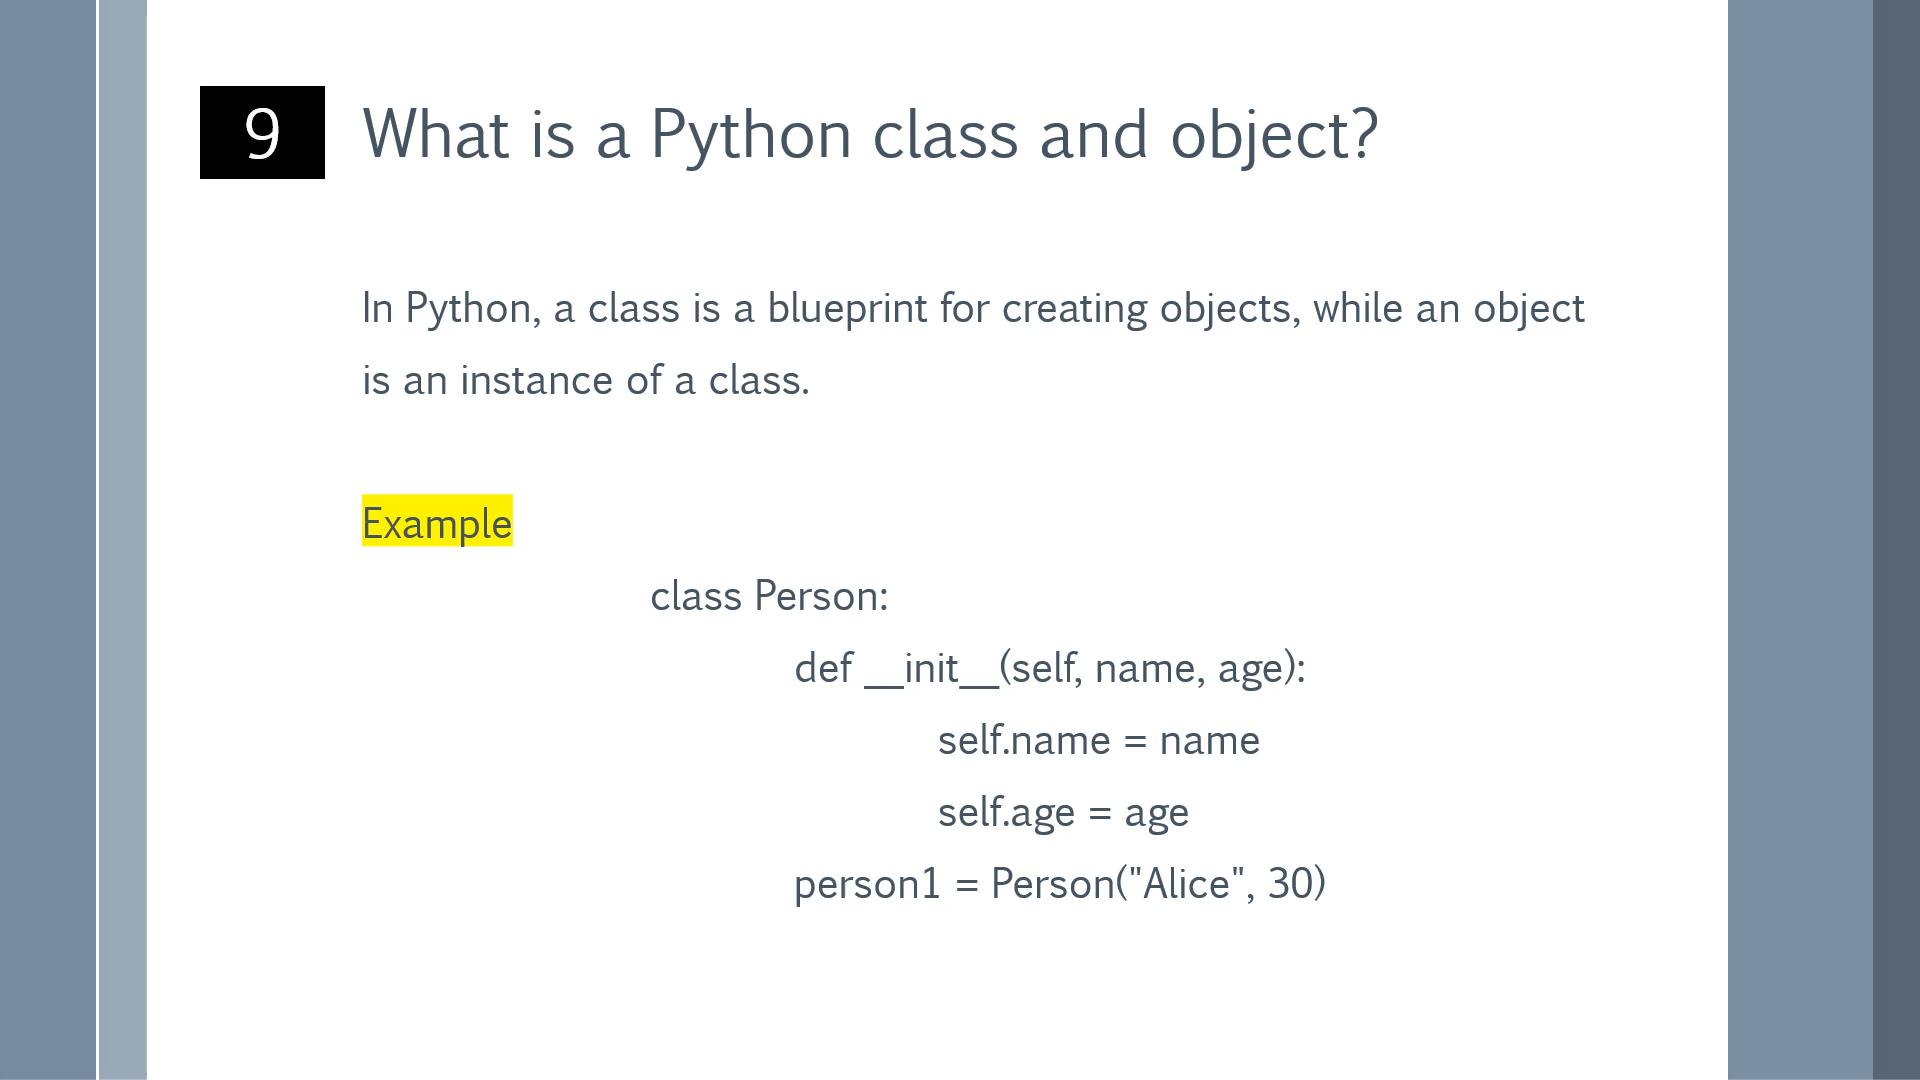 9 What is a Python class and object?
In Python, a class is a blueprint for creating objects, while an object
is an instance of a class.
Example
class Person:
def __init__(self, name, age):
self.name = name
self.age = age
person1 = Person("Alice", 30)